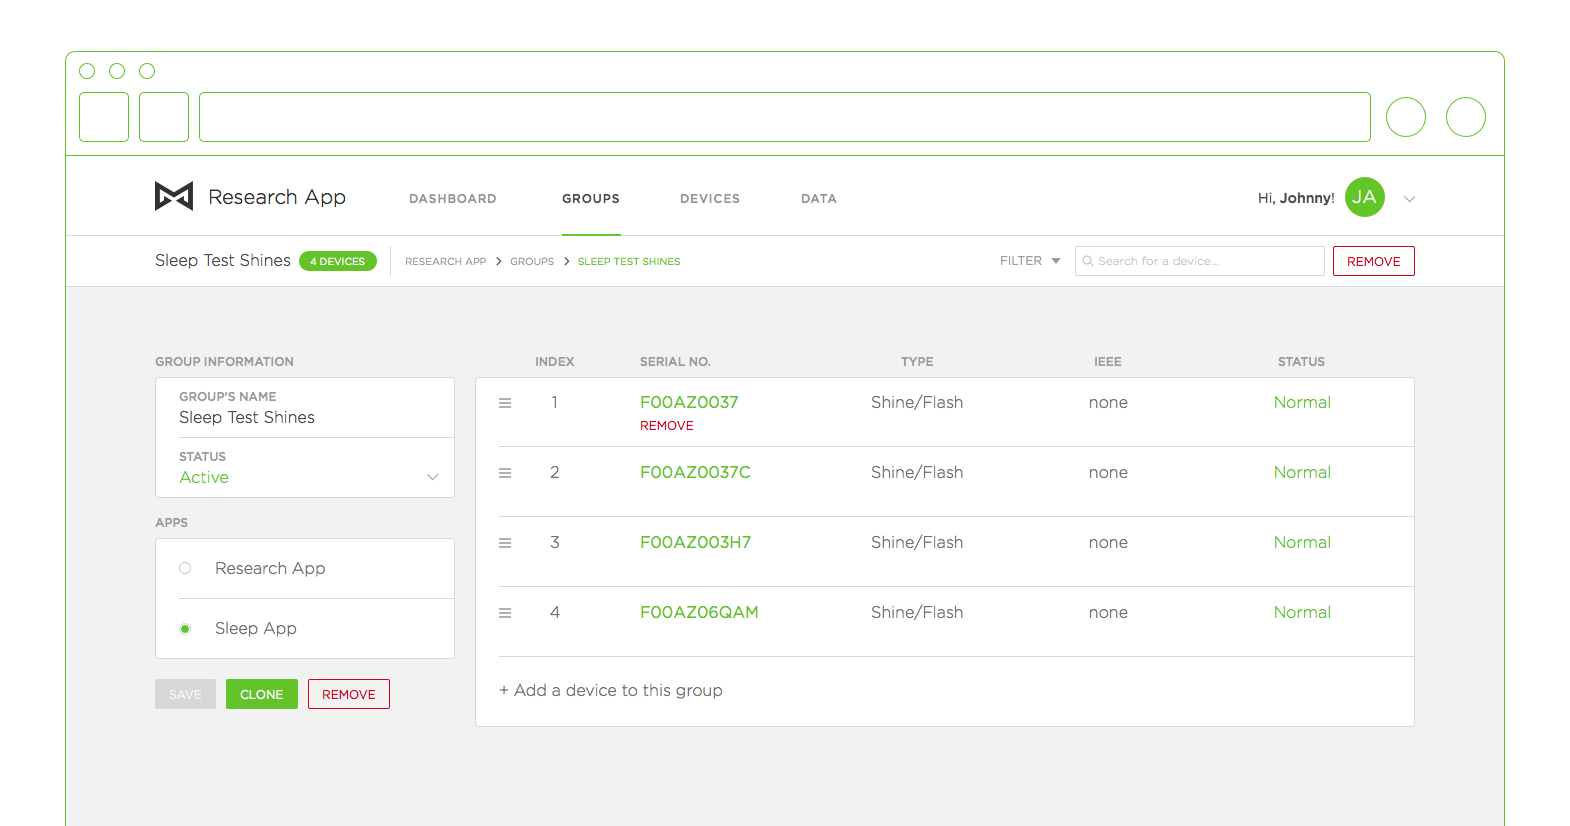 Research App DASHBOARD GROUPS DEVICES DATA Hi, Johnny! JA
Sleep Test Shines 4 DEVICES RESEARCH APP > GROUPS > SLEEP TEST SHINES FILTER Search for a device... REMOVE
GROUP INFORMATION
GROUP'S NAME
Sleep Test Shines
STATUS
Active
APPS
Research App
Sleep App
SAVE CLONE REMOVE
INDEX SERIAL NO. TYPE IEEE STATUS
1 F00AZ0037 Shine/Flash none Normal
REMOVE
2 F00AZ0037C Shine/Flash none Normal
3 F00AZ003H7 Shine/Flash none Normal
4 F00AZ06QAM Shine/Flash none Normal
+ Add a device to this group